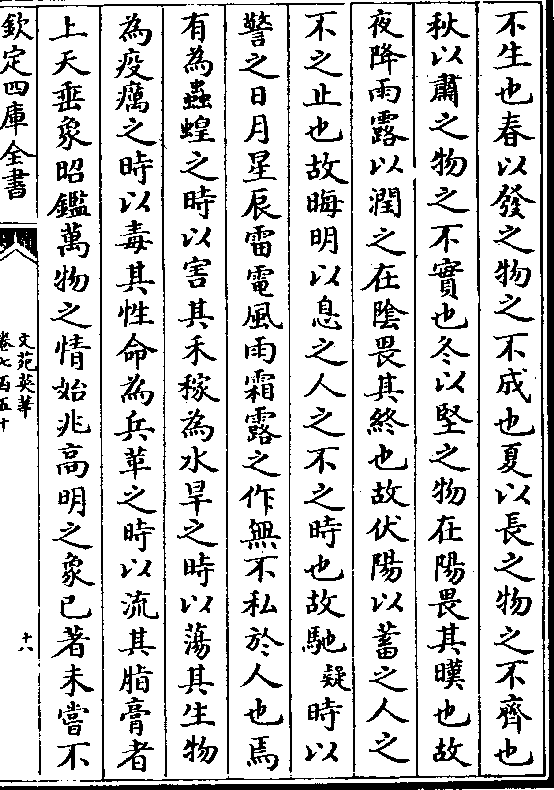 不生也春以發之物之不成也夏以長之物之不齊也
秋以肅之物之不實也冬以堅之物在陽畏其暵也故
夜降雨露以潤之在陰畏其終也故伏陽以蓄之人之
不之止也故晦明以息之人之不之時也故馳疑時以
警之日月星辰雷電風雨霜露之作無不私於人也焉
有為蟲蝗之時以害其禾稼為水旱之時以蕩其生物
為疫癘之時以毒其性命為兵革之時以流其脂膏者
上天垂象昭鑑萬物之情始兆高明之象已著未嘗不
欽定四庫全書
文苑英華
卷七百五十
十八